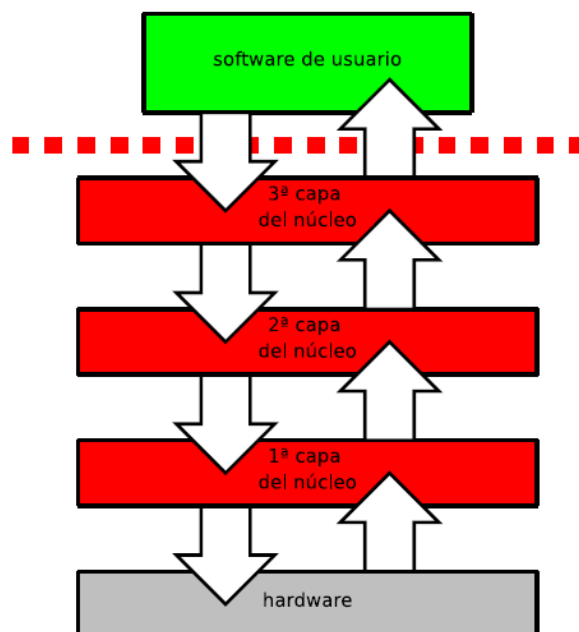 software de usuario
3ª capa
del núcleo
2ª capa
del núcleo
1ª capa
del núcleo
hardware